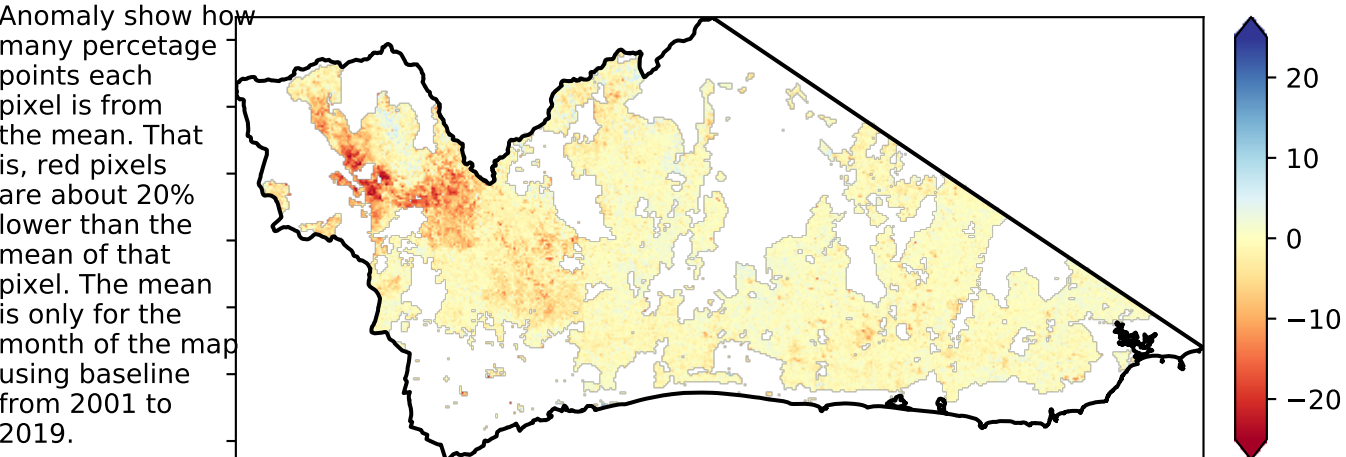 Anomaly show how
many percetage
points each
pixel is from
the mean. That
is, red pixels
are about 20%
lower than the
mean of that
pixel. The mean
is only for the
month of the map
using baseline
from 2001 to
2019.
20
10
0
−10
−20